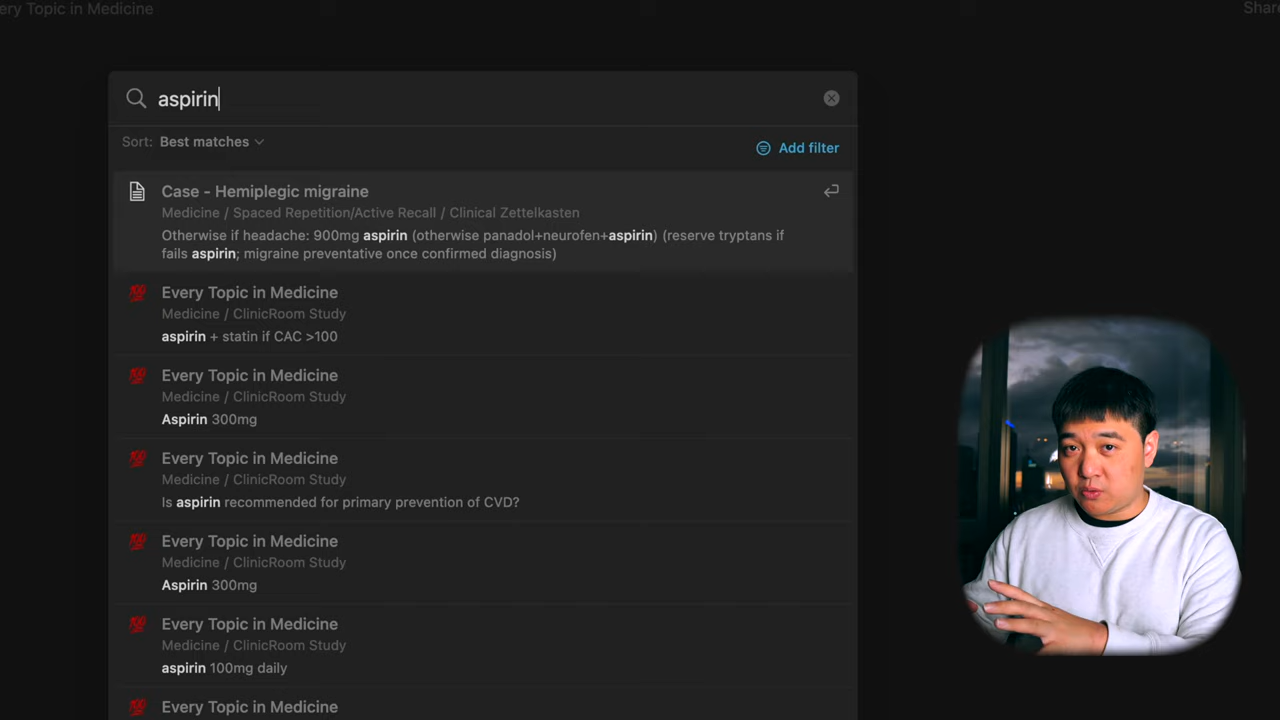 ery Topic in Medicine
Share
aspirin
Sort: Best matches
Add filter
Case - Hemiplegic migraine
Medicine / Spaced Repetition/Active Recall / Clinical Zettelkasten
Otherwise if headache: 900mg aspirin (otherwise panadol+neurofen+aspirin) (reserve tryptans if
fails aspirin; migraine preventative once confirmed diagnosis)
💯 Every Topic in Medicine
Medicine / ClinicRoom Study
aspirin + statin if CAC >100
💯 Every Topic in Medicine
Medicine / ClinicRoom Study
Aspirin 300mg
💯 Every Topic in Medicine
Medicine / ClinicRoom Study
Is aspirin recommended for primary prevention of CVD?
💯 Every Topic in Medicine
Medicine / ClinicRoom Study
Aspirin 300mg
💯 Every Topic in Medicine
Medicine / ClinicRoom Study
aspirin 100mg daily
💯 Every Topic in Medicine